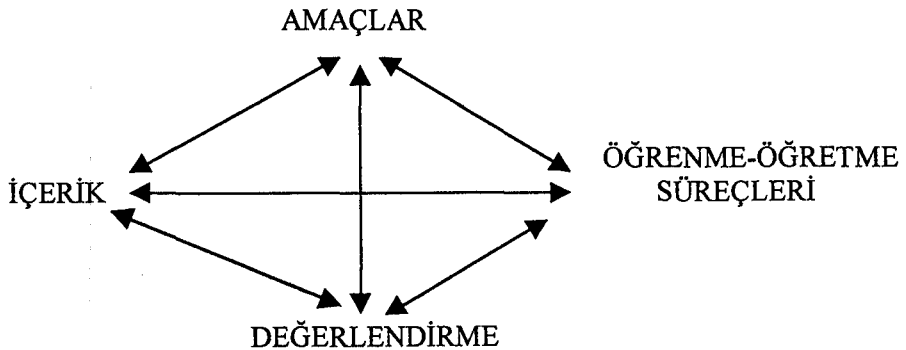 AMAÇLAR
ÖĞRENME-ÖĞRETME
SÜREÇLERİ
İÇERİK
DEĞERLENDİRME